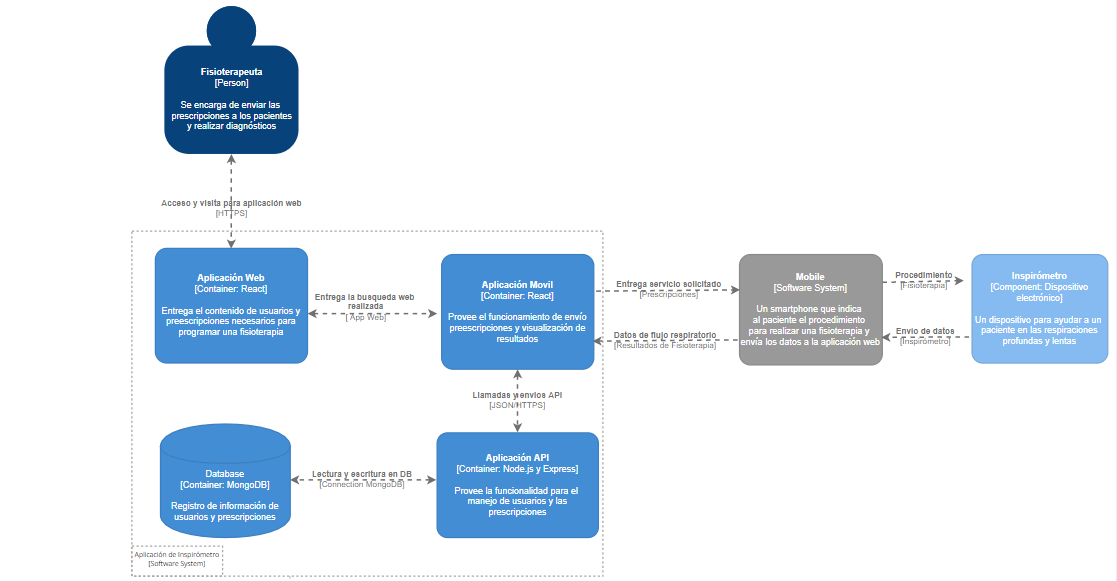 Fisioterapeuta
[Person]
Se encarga de enviar las
prescripciones a los pacientes
y realizar diagnósticos
Acceso y visita para aplicación web
[HTTPS]
Aplicación Web
[Container: React]
Entrega el contenido de usuarios y
preescripciones necesarios para
programar una fisioterapia
Entrega la busqueda web
realizada
[ App Web]
Aplicación Movil
[Container: React]
Provee el funcionamiento de envío
preescripciones y visualización de
resultados
Entrega servicio solicitado
[Prescripciones]
Datos de flujo respiratorio
[Resultados de Fisioterapia]
Mobile
[Software System]
Un smartphone que indica
al paciente el procedimiento
para realizar una fisioterapia y
envía los datos a la aplicación web
Procedimiento
[Fisioterapia]
Envio de datos
[Inspirómetro]
Inspirómetro
[Component: Dispositivo
electrónico]
Un dispositivo para ayudar a un
paciente en las respiraciones
profundas y lentas
Llamadas y envios API
[JSON/HTTPS]
Database
[Container: MongoDB]
Registro de información de
usuarios y prescripciones
Lectura y escritura en DB
[Connection MongoDB]
Aplicación API
[Container: Node.js y Express]
Provee la funcionalidad para el
manejo de usuarios y las
prescripciones
Aplicación de Inspirómetro
[Software System]